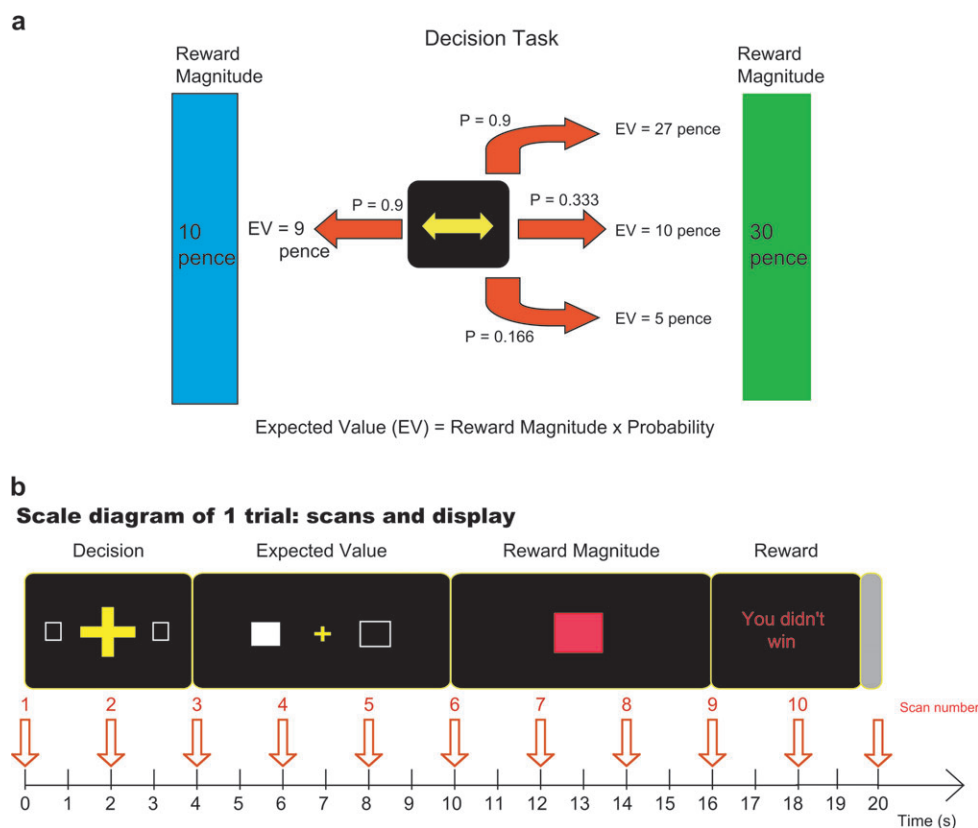 a
Decision Task
Reward
Magnitude
Reward
Magnitude
P = 0.9
EV = 27 pence
P = 0.9
P = 0.333
10
pence
EV = 9
pence
EV = 10 pence
30
pence
P = 0.166
EV = 5 pence
Expected Value (EV) = Reward Magnitude x Probability
b
Scale diagram of 1 trial: scans and display
Decision Expected Value Reward Magnitude Reward
You didn't
win
1 2 3 4 5 6 7 8 9 10 Scan number
0 1 2 3 4 5 6 7 8 9 10 11 12 13 14 15 16 17 18 19 20
Time (s)